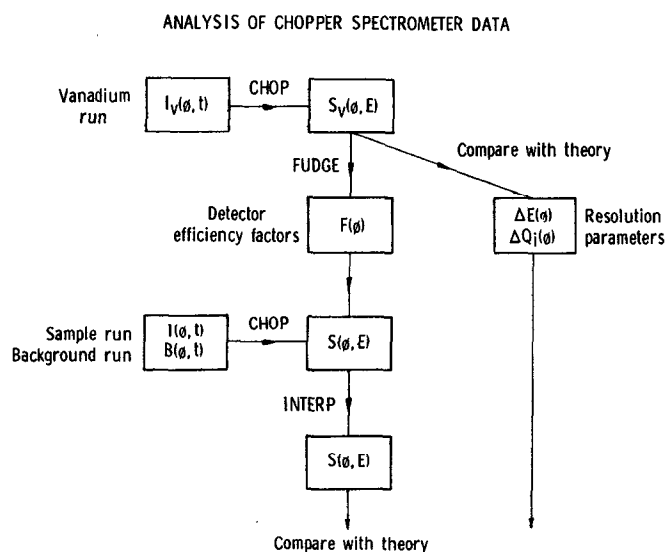 ANALYSIS OF CHOPPER SPECTROMETER DATA
CHOP
Vanadium
run
I_V(ø, t)
S_V(ø, E)
Compare with theory
FUDGE
Detector
efficiency factors
F(ø)
ΔE(ø)
ΔQ_i(ø)
Resolution
parameters
Sample run
Background run
I(ø, t)
B(ø, t)
CHOP
S(ø, E)
INTERP
S(ø, E)
Compare with theory